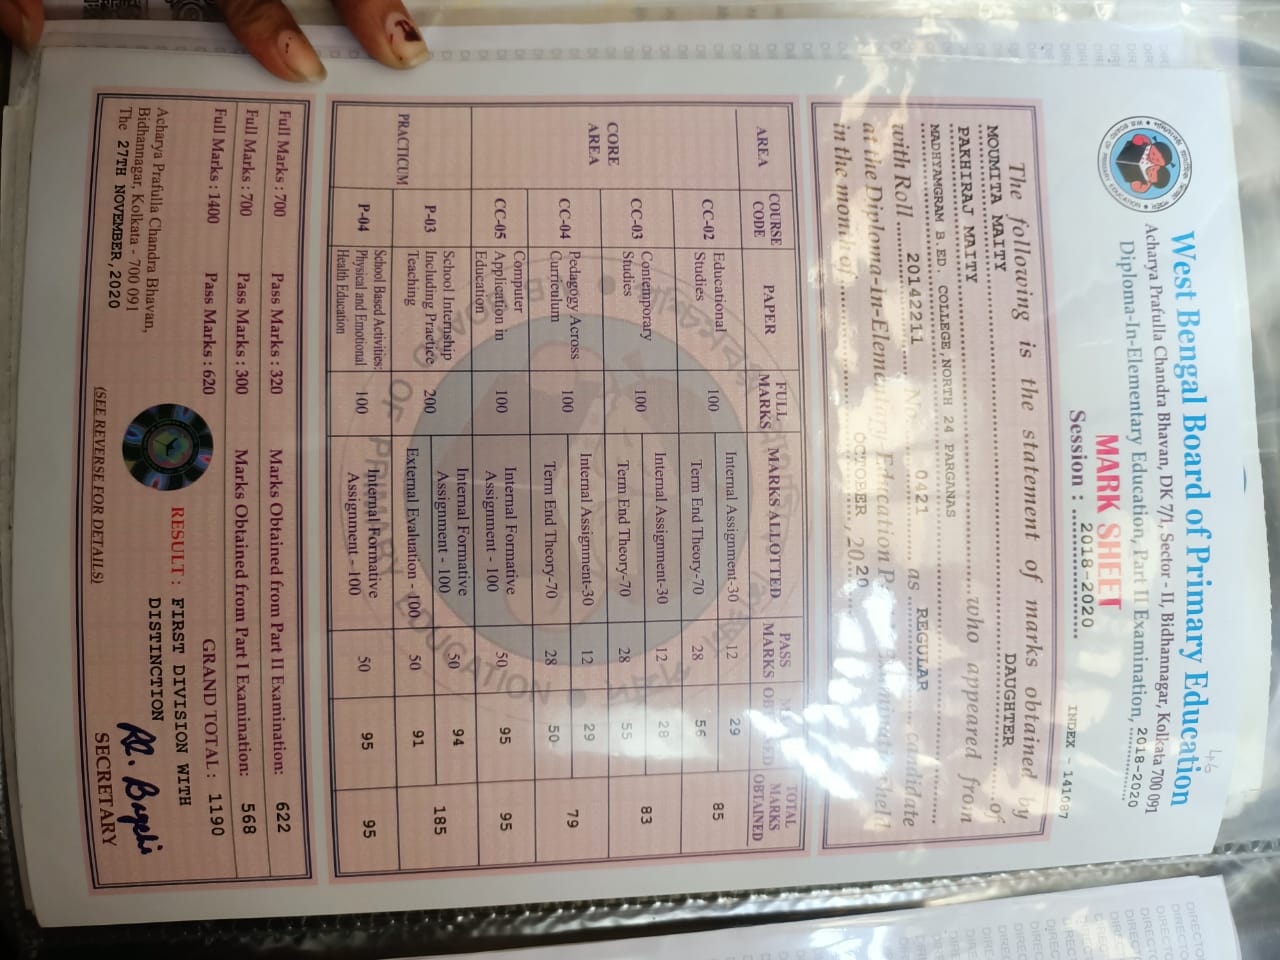 46
West Bengal Board of Primary Education
Acharya Prafulla Chandra Bhavan, DK 7/1, Sector - II, Bidhannagar, Kolkata 700 091
Diploma-In-Elementary Education, Part II Examination, 2018-2020
MARK SHEET
Session : 2018-2020
INDEX - 141087
The following is the statement of marks obtained by
MOUMITA MAITY DAUGHTER of
PAKHIRAJ MAITY who appeared from
MADHYAMGRAM B.ED. COLLEGE,NORTH 24 PARGANAS
with Roll 20142211 No. 0421 as REGULAR candidate
at the Diploma-In-Elementary-Education Part II Examination held
in the month of OCTOBER , 2020
AREA COURSE CODE PAPER FULL MARKS MARKS ALLOTTED PASS MARKS MARKS OBTAINED TOTAL MARKS OBTAINED
CORE AREA
CC-02 Educational Studies 100 Internal Assignment-30 12 29 85
Term End Theory-70 28 56
CC-03 Contemporary Studies 100 Internal Assignment-30 12 28 83
Term End Theory-70 28 55
CC-04 Pedagogy Across Curriculum 100 Internal Assignment-30 12 29 79
Term End Theory-70 28 50
CC-05 Computer Application in Education 100 Internal Formative Assignment - 100 50 95 95
PRACTICUM
P-03 School Internship Including Practice Teaching 200 Internal Formative Assignment - 100 50 94 185
External Evaluation - 100 50 91
P-04 School Based Activities: Physical and Emotional Health Education 100 Internal Formative Assignment - 100 50 95 95
BOARD OF PRIMARY EDUCATION
Full Marks : 700 Pass Marks : 320 Marks Obtained from Part II Examination: 622
Full Marks : 700 Pass Marks : 300 Marks Obtained from Part I Examination: 568
Full Marks : 1400 Pass Marks : 620 GRAND TOTAL : 1190
RESULT : FIRST DIVISION WITH
DISTINCTION
Acharya Prafulla Chandra Bhavan,
Bidhannagar, Kolkata - 700 091
The 27TH NOVEMBER,2020
R.C. Bagchi
SECRETARY
(SEE REVERSE FOR DETAILS)